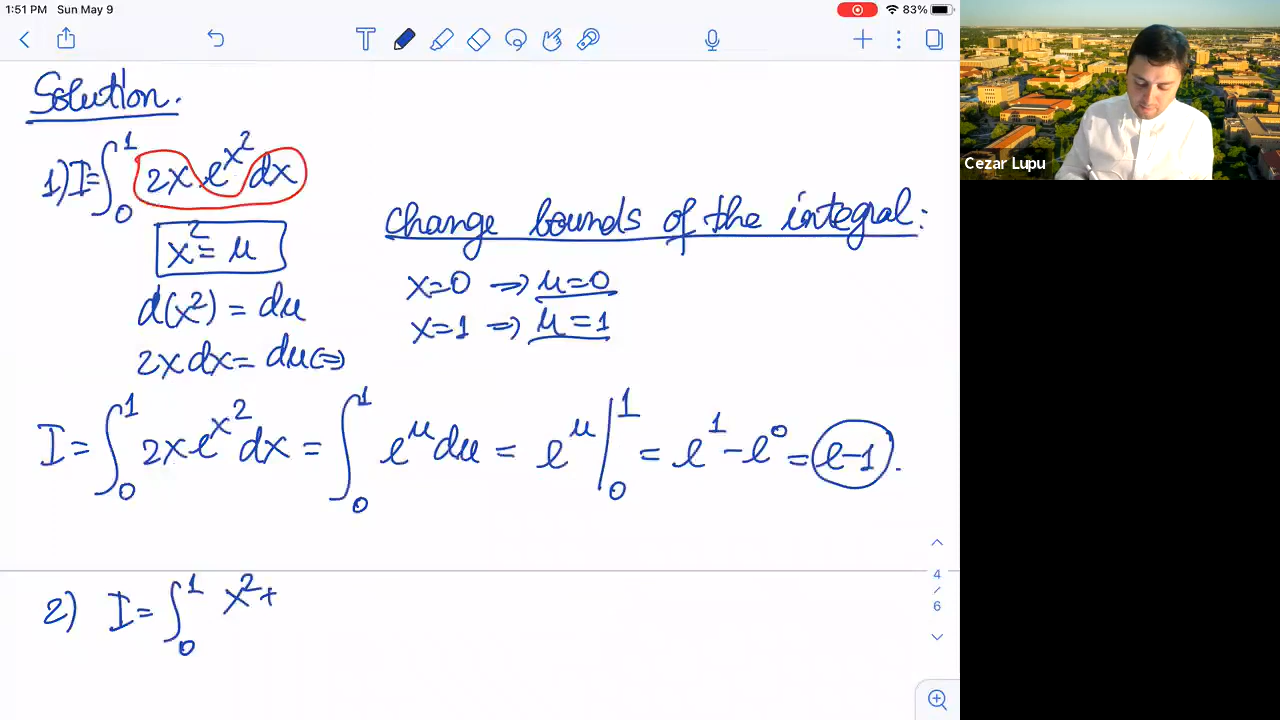 1:51 PM Sun May 9
83%
Solution.
1) I = ∫₀¹ 2x e^{x²} dx
x² = u
d(x²) = du
2x dx = du ⇔
Change bounds of the integral:
x=0 ⇒ u=0
x=1 ⇒ u=1
I = ∫₀¹ 2x e^{x²} dx = ∫₀¹ e^u du = e^u |₀¹ = e¹ - e⁰ = e-1.
2) I = ∫₀¹ x² +
4
/
6
Cezar Lupu